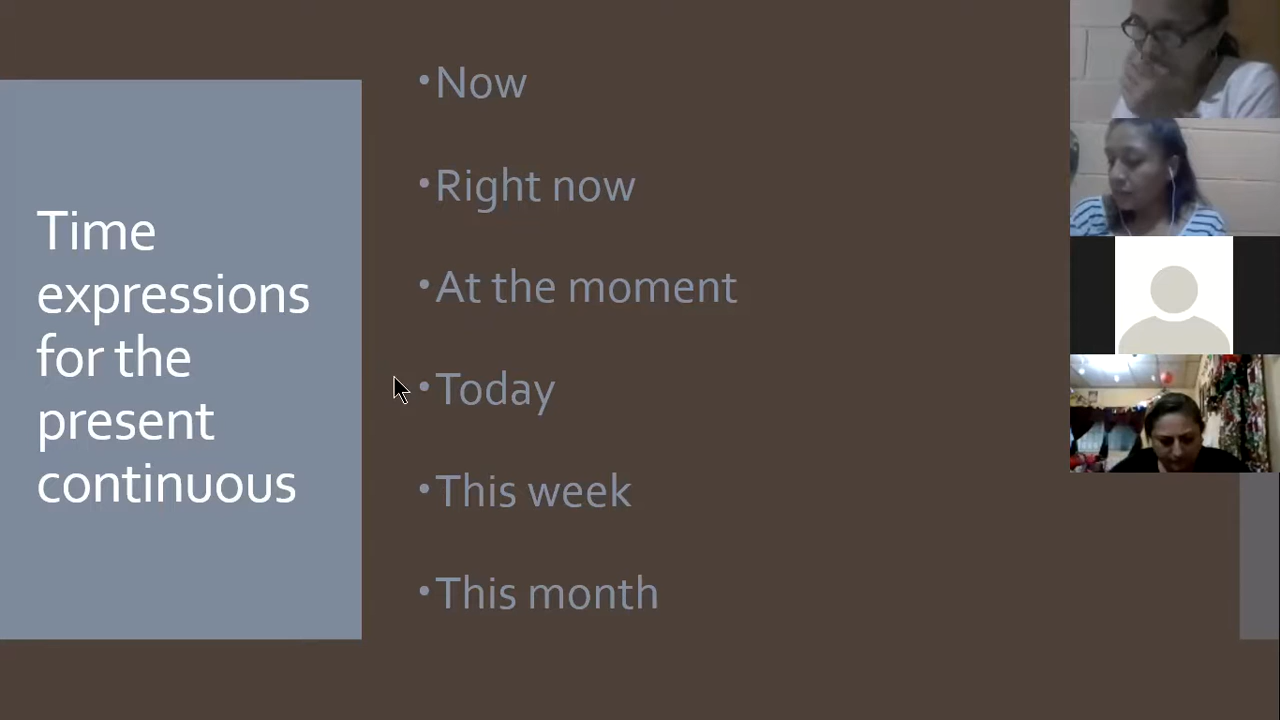 Time
expressions
for the
present
continuous
•Now
•Right now
•At the moment
•Today
•This week
•This month